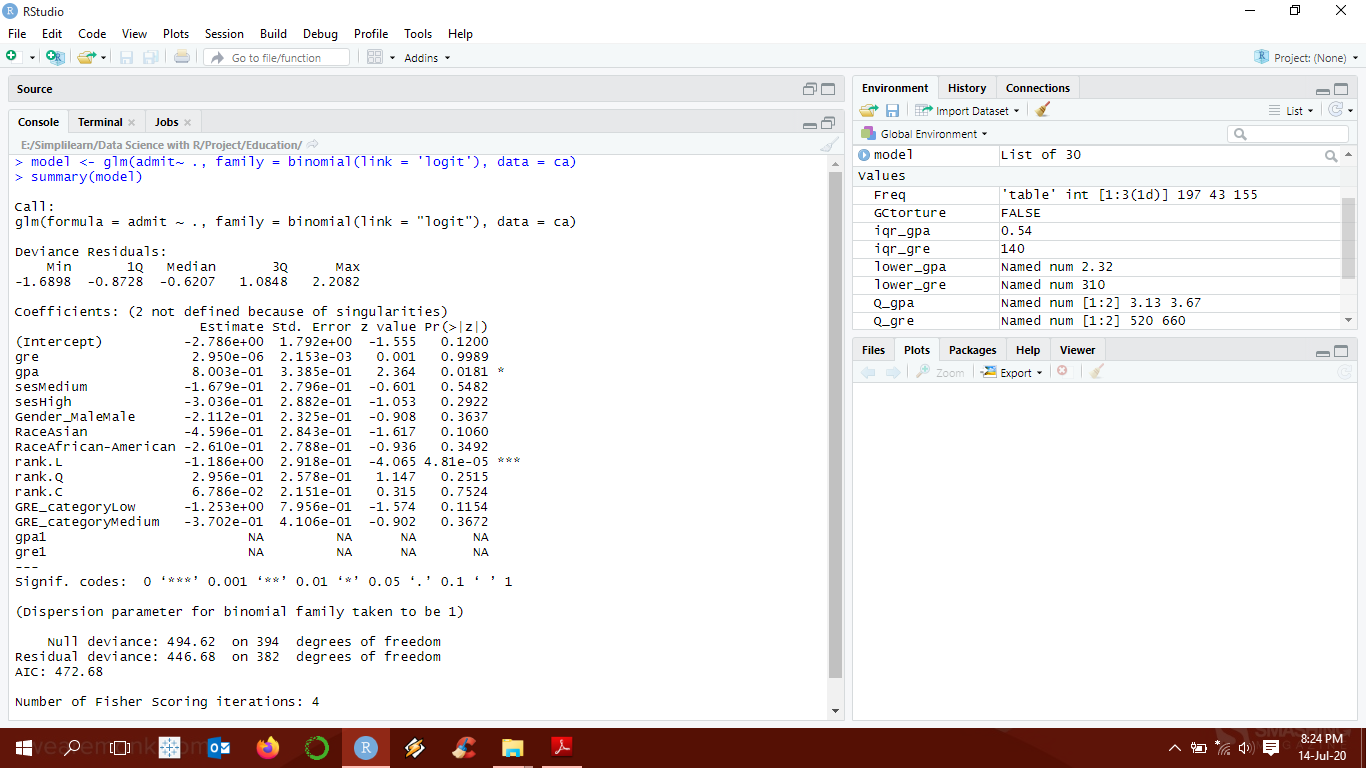 RStudio
File Edit Code View Plots Session Build Debug Profile Tools Help
Go to file/function Addins Project: (None)
Source
Console Terminal Jobs
E:/Simplilearn/Data Science with R/Project/Education/
> model <- glm(admit~ ., family = binomial(link = 'logit'), data = ca)
> summary(model)
Call:
glm(formula = admit ~ ., family = binomial(link = "logit"), data = ca)
Deviance Residuals:
Min 1Q Median 3Q Max
-1.6898 -0.8728 -0.6207 1.0848 2.2082
Coefficients: (2 not defined because of singularities)
Estimate Std. Error z value Pr(>|z|)
(Intercept) -2.786e+00 1.792e+00 -1.555 0.1200
gre 2.950e-06 2.153e-03 0.001 0.9989
gpa 8.003e-01 3.385e-01 2.364 0.0181 *
sesMedium -1.679e-01 2.796e-01 -0.601 0.5482
sesHigh -3.036e-01 2.882e-01 -1.053 0.2922
Gender_MaleMale -2.112e-01 2.325e-01 -0.908 0.3637
RaceAsian -4.596e-01 2.843e-01 -1.617 0.1060
RaceAfrican-American -2.610e-01 2.788e-01 -0.936 0.3492
rank.L -1.186e+00 2.918e-01 -4.065 4.81e-05 ***
rank.Q 2.956e-01 2.578e-01 1.147 0.2515
rank.C 6.786e-02 2.151e-01 0.315 0.7524
GRE_categoryLow -1.253e+00 7.956e-01 -1.574 0.1154
GRE_categoryMedium -3.702e-01 4.106e-01 -0.902 0.3672
gpa1 NA NA NA NA
gre1 NA NA NA NA
---
Signif. codes: 0 ‘***’ 0.001 ‘**’ 0.01 ‘*’ 0.05 ‘.’ 0.1 ‘ ’ 1
(Dispersion parameter for binomial family taken to be 1)
Null deviance: 494.62 on 394 degrees of freedom
Residual deviance: 446.68 on 382 degrees of freedom
AIC: 472.68
Number of Fisher Scoring iterations: 4
Environment History Connections
Import Dataset List
Global Environment
model List of 30
Values
Freq 'table' int [1:3(1d)] 197 43 155
GCtorture FALSE
iqr_gpa 0.54
iqr_gre 140
lower_gpa Named num 2.32
lower_gre Named num 310
Q_gpa Named num [1:2] 3.13 3.67
Q_gre Named num [1:2] 520 660
Files Plots Packages Help Viewer
Zoom Export
8:24 PM
14-Jul-20